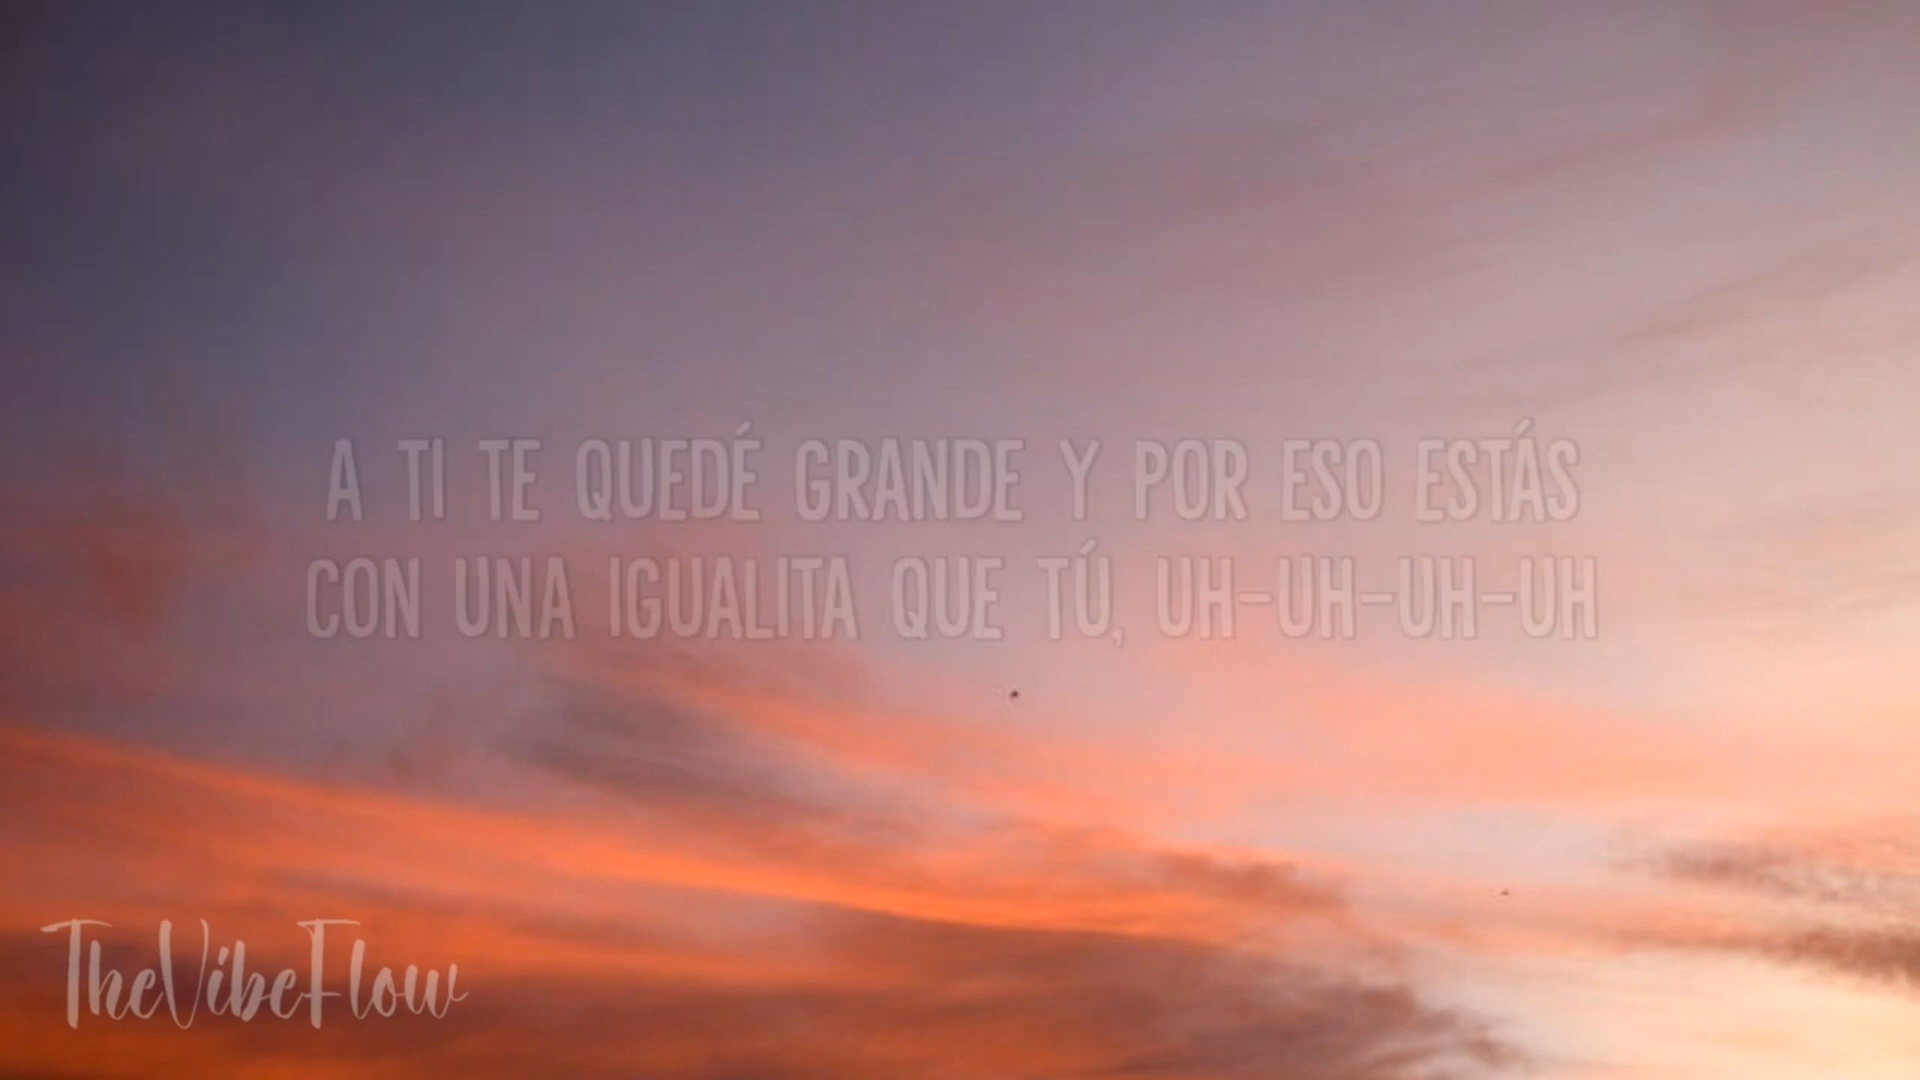 A TI TE QUEDÉ GRANDE Y POR ESO ESTÁS
CON UNA IGUALITA QUE TÚ, UH-UH-UH-UH
TheVibeFlow